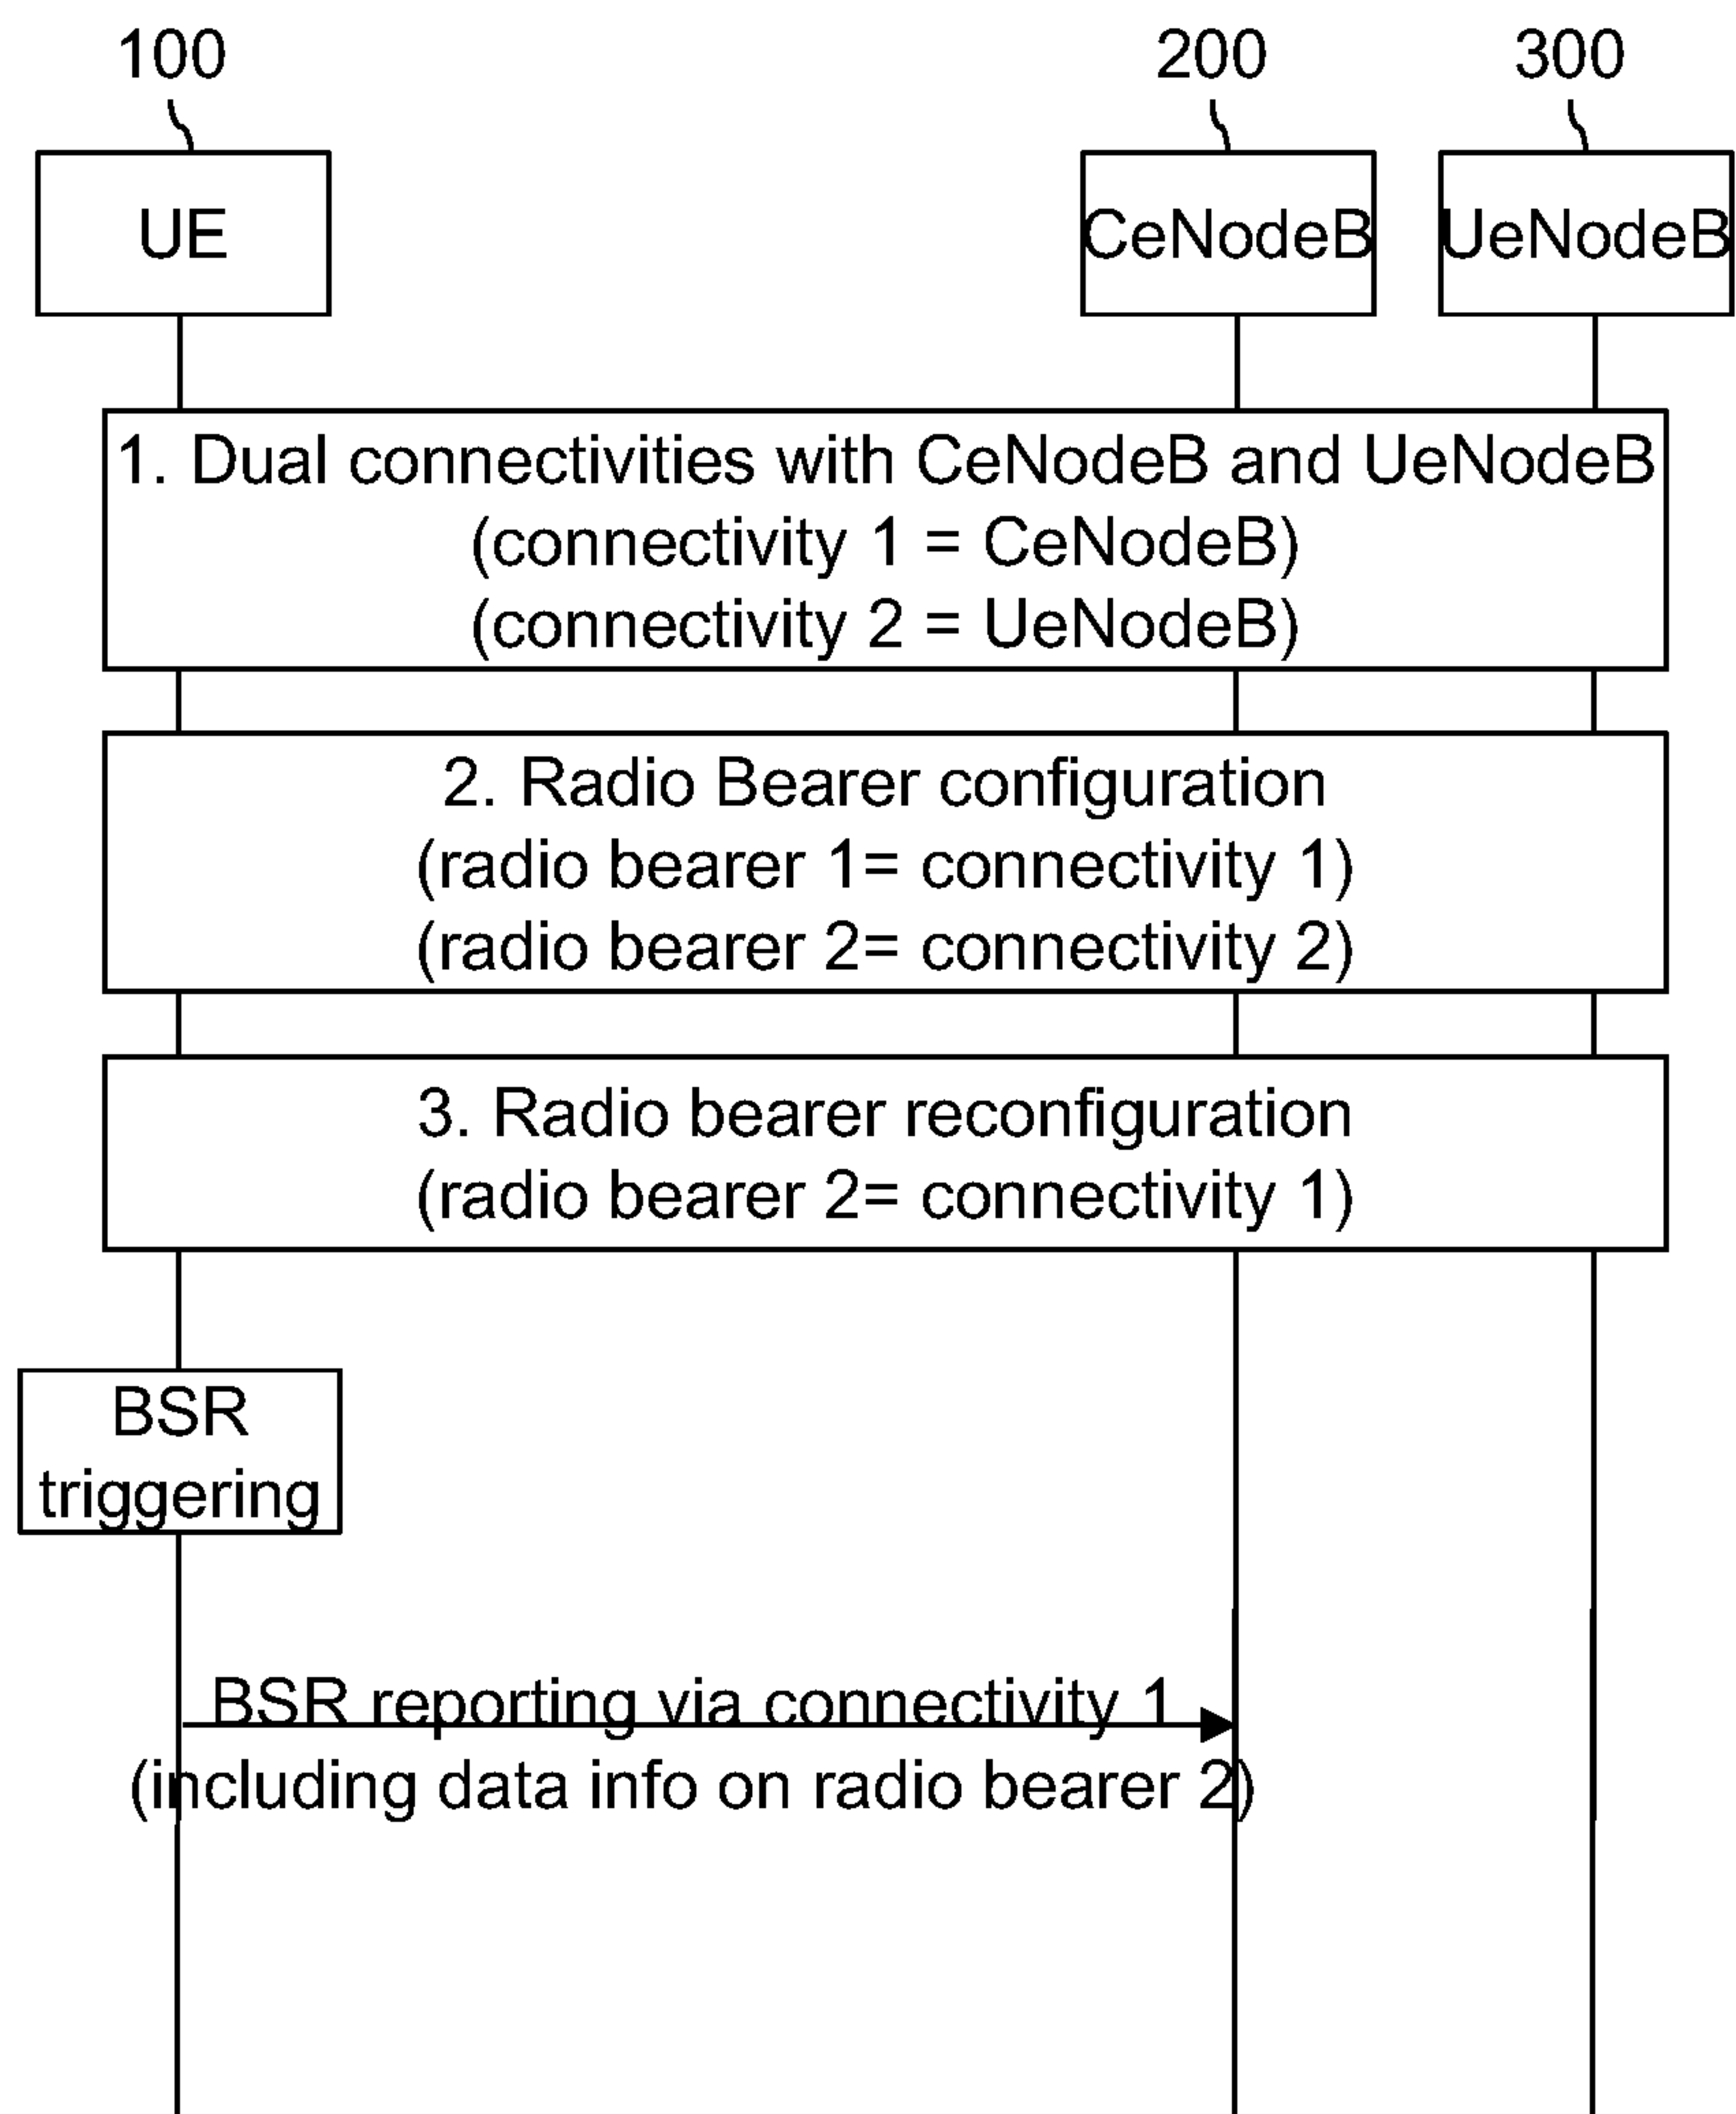 100
200
300
UE
CeNodeB
UeNodeB
1. Dual connectivities with CeNodeB and UeNodeB
(connectivity 1 = CeNodeB)
(connectivity 2 = UeNodeB)
2. Radio Bearer configuration
(radio bearer 1= connectivity 1)
(radio bearer 2= connectivity 2)
3. Radio bearer reconfiguration
(radio bearer 2= connectivity 1)
BSR
triggering
BSR reporting via connectivity 1
(including data info on radio bearer 2)